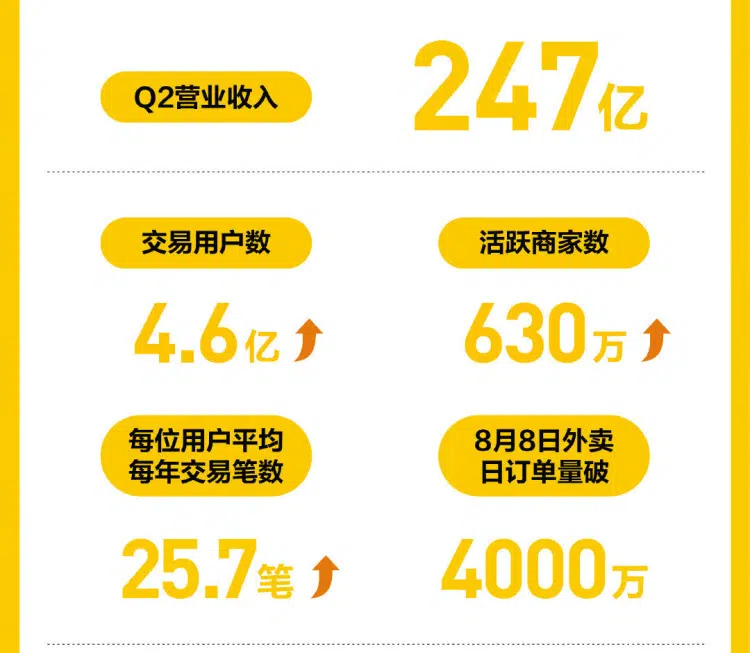 Q2营业收入
247亿
交易用户数
活跃商家数
4.6亿
630万
每位用户平均
每年交易笔数
8月8日外卖
日订单量破
25.7笔
4000万